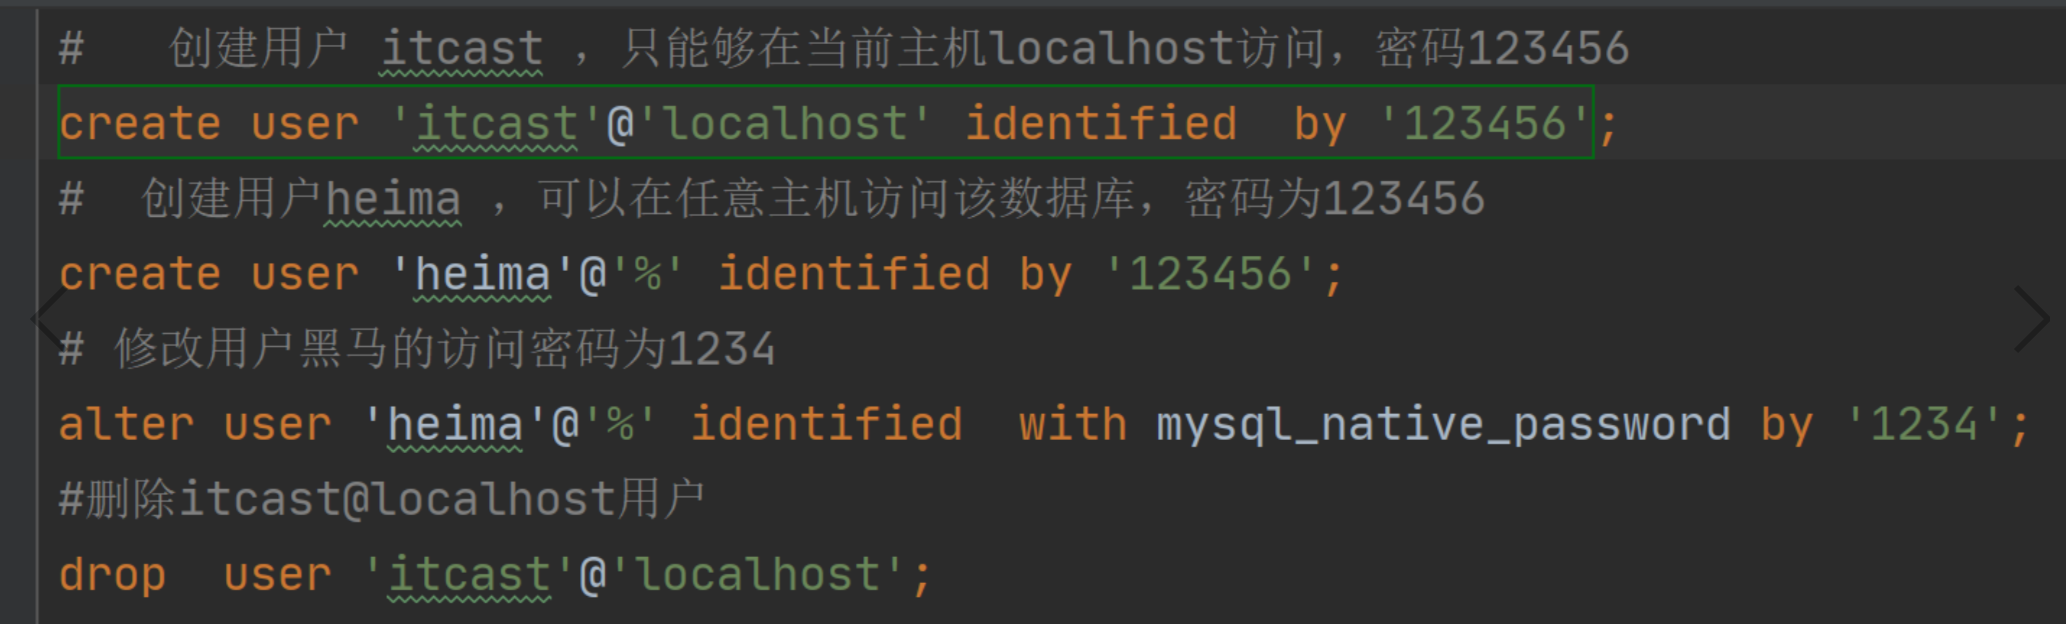 #   创建用户 itcast ，只能够在当前主机localhost访问，密码123456
create user 'itcast'@'localhost' identified  by '123456';
#  创建用户heima ，可以在任意主机访问该数据库，密码为123456
create user 'heima'@'%' identified by '123456';
# 修改用户黑马的访问密码为1234
alter user 'heima'@'%' identified  with mysql_native_password by '1234';
#删除itcast@localhost用户
drop  user 'itcast'@'localhost';